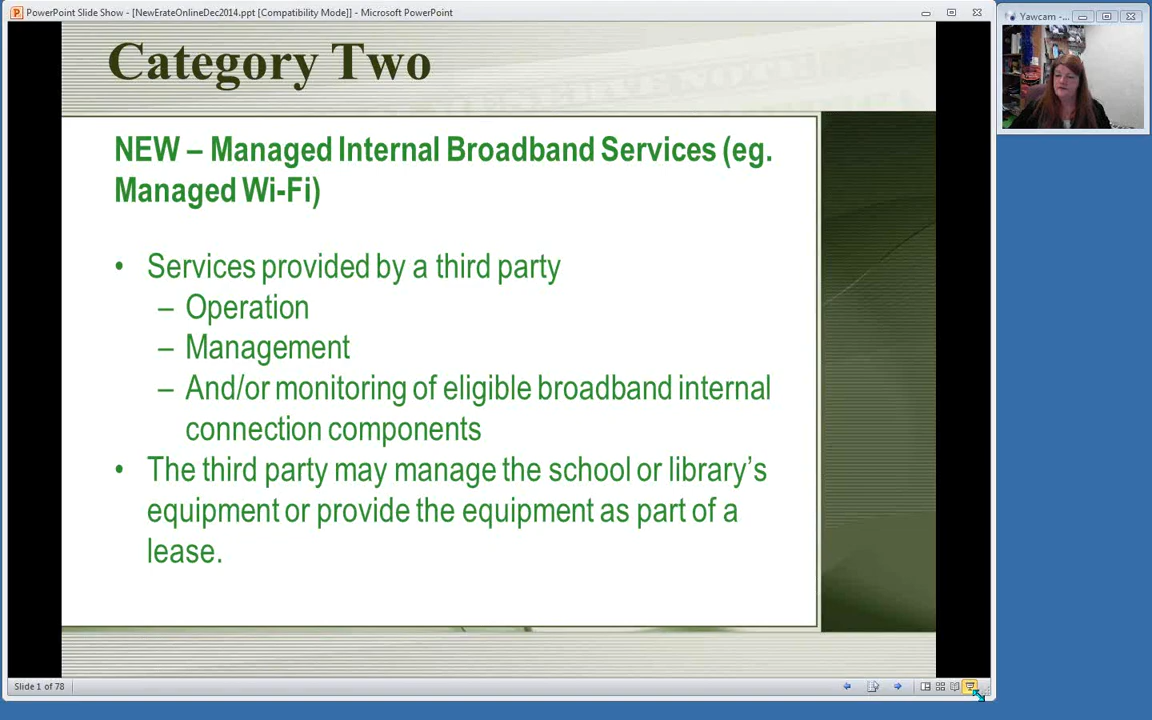 PowerPoint Slide Show - [NewErateOnlineDec2014.ppt [Compatibility Mode]] - Microsoft PowerPoint
Yawcam -...
Category Two
NEW – Managed Internal Broadband Services (eg.
Managed Wi-Fi)
• Services provided by a third party
– Operation
– Management
– And/or monitoring of eligible broadband internal
connection components
• The third party may manage the school or library’s
equipment or provide the equipment as part of a
lease.
Slide 1 of 78